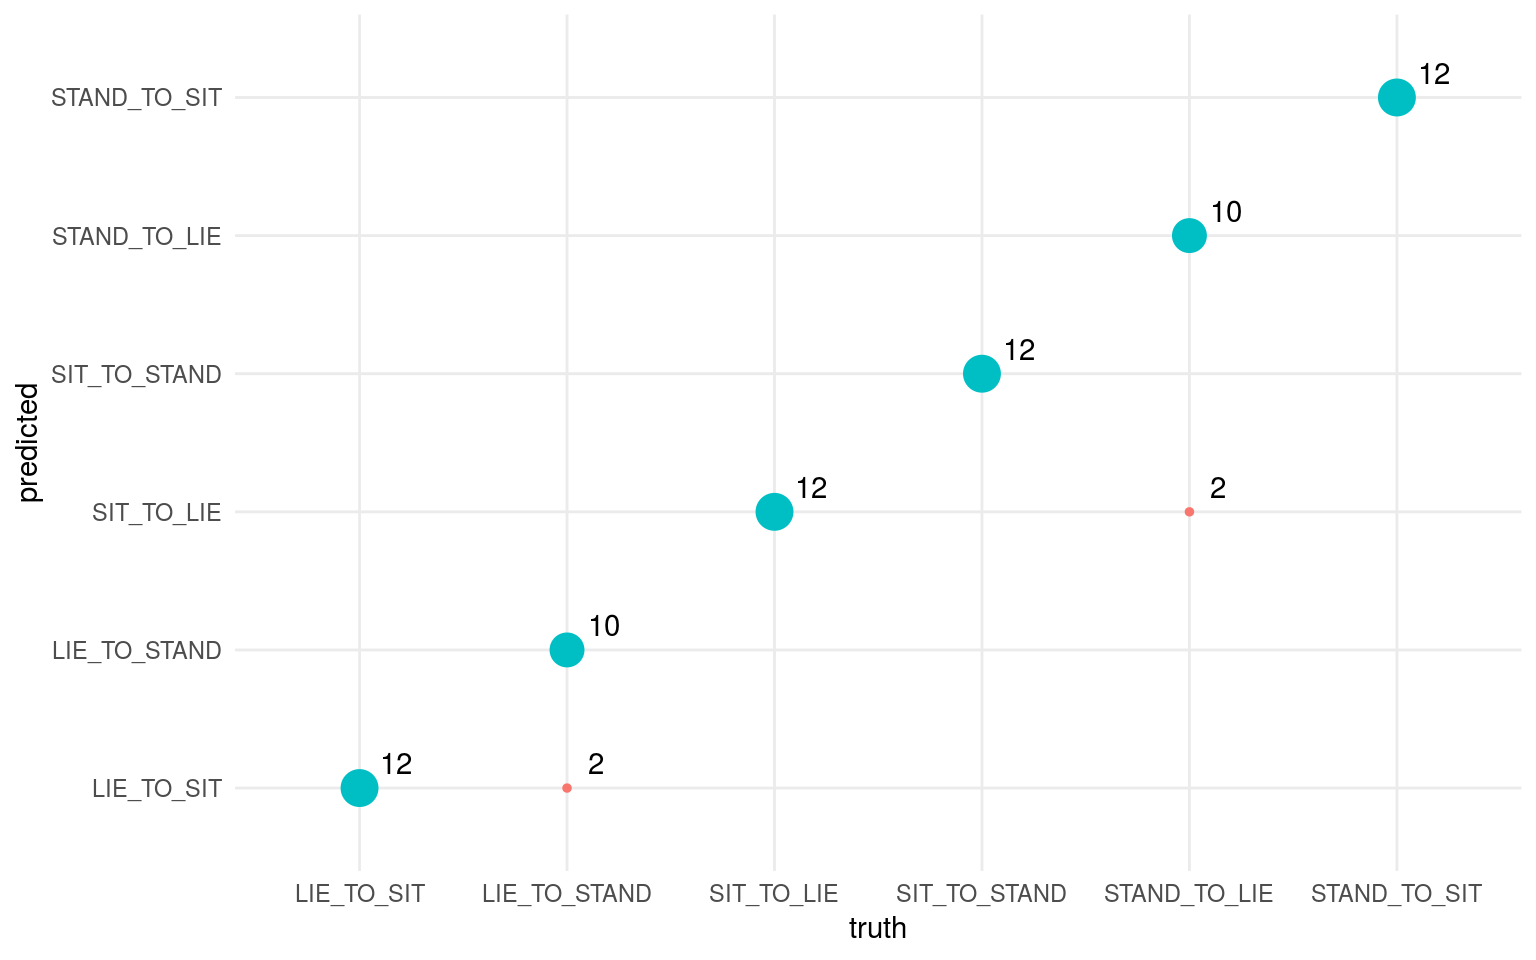 12
STAND_TO_SIT
10
STAND_TO_LIE
12
SIT_TO_STAND
predicted
12
2
SIT_TO_LIE
10
LIE_TO_STAND
12
2
LIE_TO_SIT
LIE_TO_SIT LIE_TO_STAND SIT_TO_LIE SIT_TO_STAND STAND_TO_LIE STAND_TO_SIT
truth